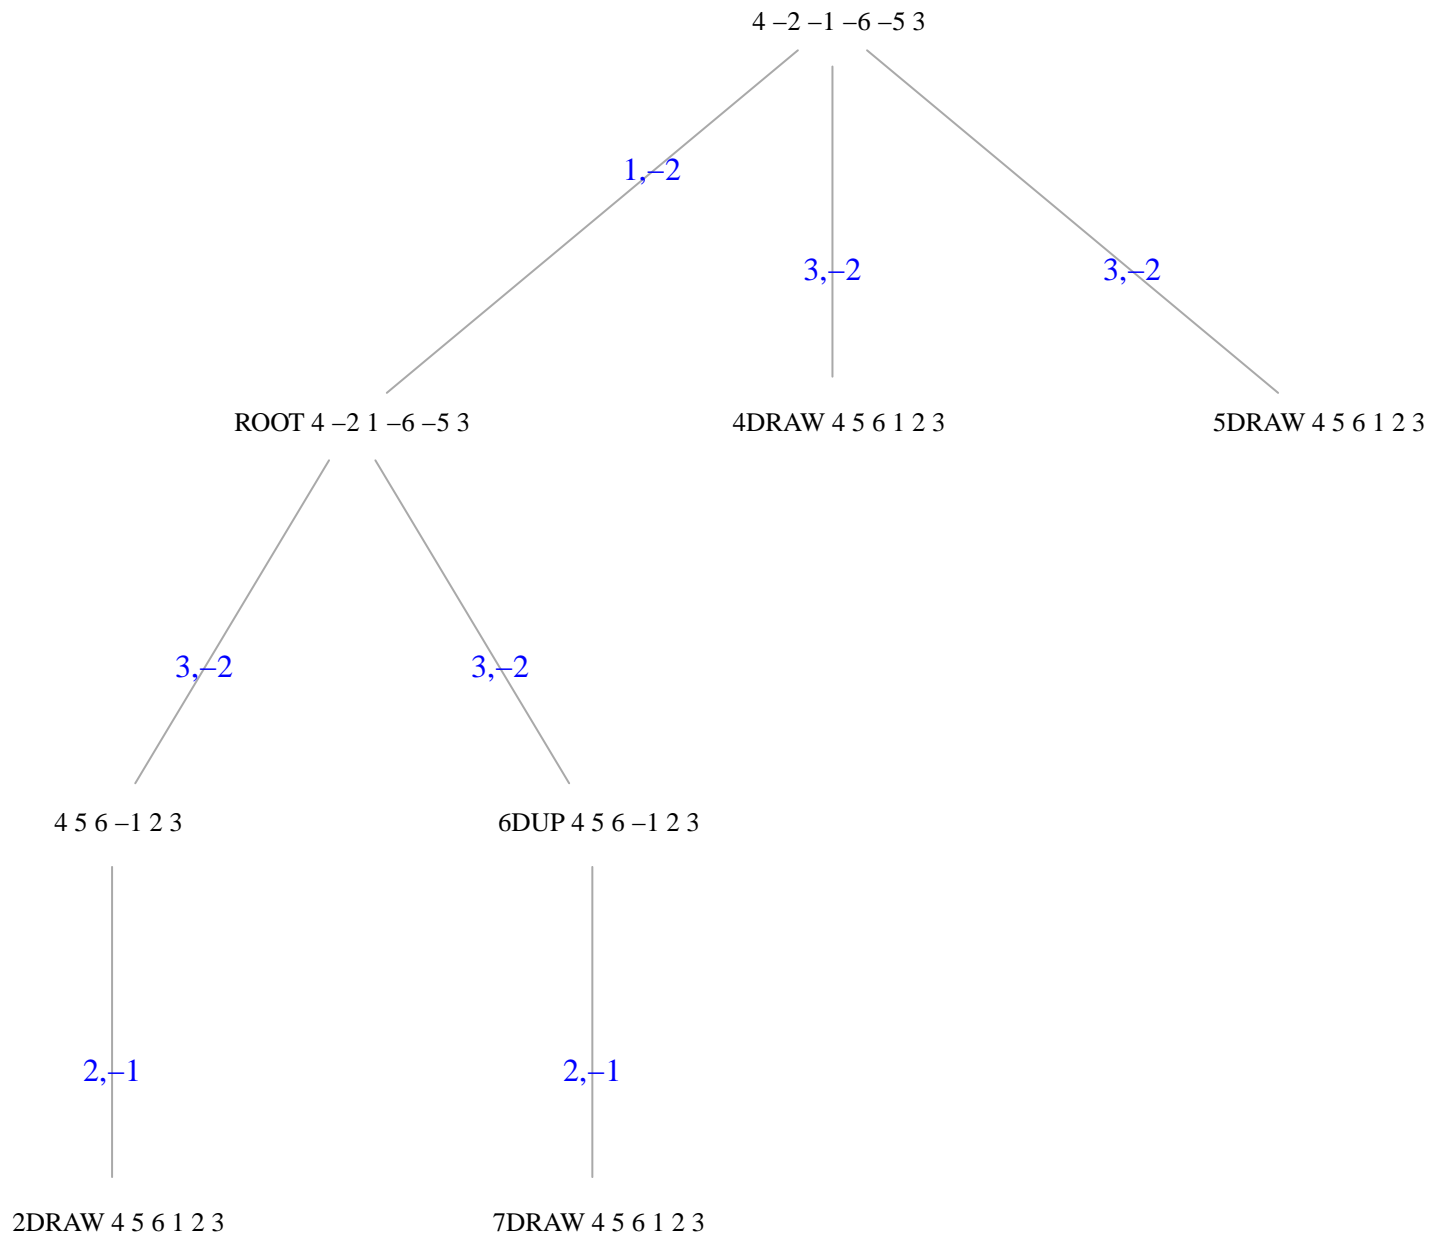 4 –2 –1 –6 –5 3
1,–2
3,–2
3,–2
ROOT 4 –2 1 –6 –5 3
4DRAW 4 5 6 1 2 3
5DRAW 4 5 6 1 2 3
3,–2
3,–2
4 5 6 –1 2 3
6DUP 4 5 6 –1 2 3
2,–1
2,–1
2DRAW 4 5 6 1 2 3
7DRAW 4 5 6 1 2 3